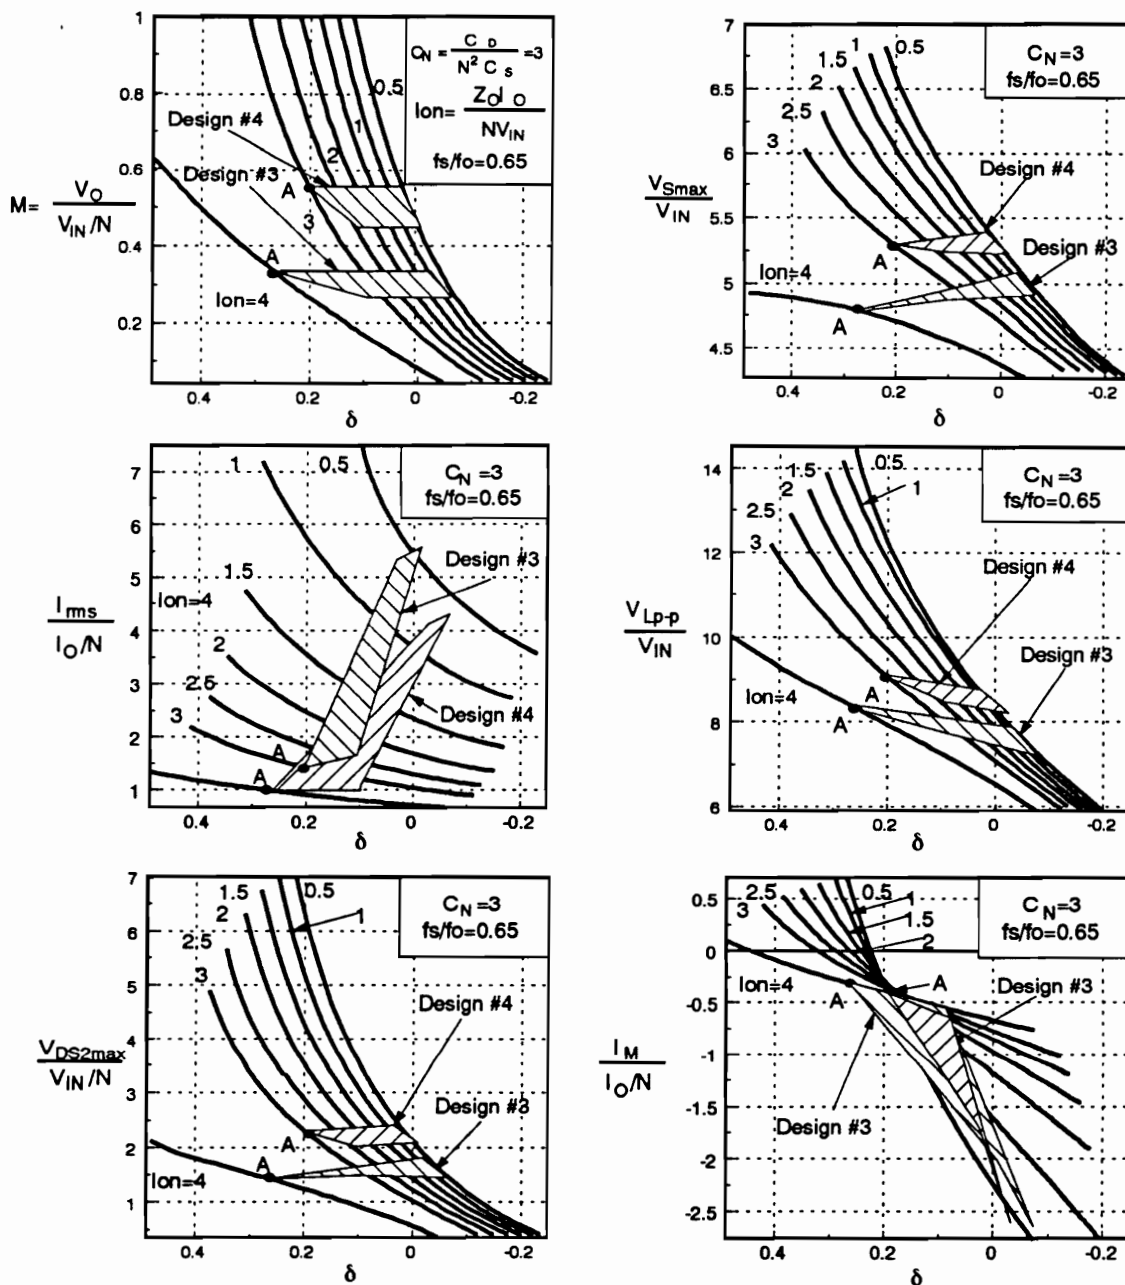 M= V_O / V_IN/N
1
0.8
0.6
0.4
0.2
0.4 0.2 0 -0.2
δ
C_N = C_D / N² C_S =3
Ion= Z_O I_O / NV_IN
fs/fo=0.65
0.5
1
2
3
Design #4
Design #3
A
A
Ion=4
V_Smax / V_IN
7
6.5
6
5.5
5
4.5
0.4 0.2 0 -0.2
δ
C_N=3
fs/fo=0.65
0.5
1
1.5
2
2.5
3
Design #4
Design #3
A
A
Ion=4
I_rms / I_O/N
7
6
5
4
3
2
1
0.4 0.2 0 -0.2
δ
C_N=3
fs/fo=0.65
1
0.5
1.5
Ion=4
2
2.5
3
Design #3
Design #4
A
A
V_Lp-p / V_IN
14
12
10
8
6
0.4 0.2 0 -0.2
δ
C_N=3
fs/fo=0.65
0.5
1
1.5
2
2.5
3
Design #4
Design #3
Ion=4
A
A
V_DS2max / V_IN/N
7
6
5
4
3
2
1
0.4 0.2 0 -0.2
δ
C_N=3
fs/fo=0.65
1.5
0.5
2
1
2.5
3
Design #4
Design #3
A
A
Ion=4
I_M / I_O/N
0.5
0
-0.5
-1
-1.5
-2
-2.5
0.4 0.2 0 -0.2
δ
C_N=3
fs/fo=0.65
2.5
0.5
1
3
1.5
2
Ion=4
A
A
Design #3
Design #3